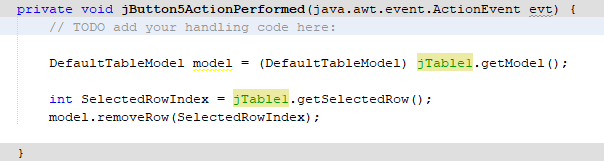 private void jButton5ActionPerformed(java.awt.event.ActionEvent evt) {
// TODO add your handling code here:
DefaultTableModel model = (DefaultTableModel) jTable1.getModel();
int SelectedRowIndex = jTable1.getSelectedRow();
model.removeRow(SelectedRowIndex);
}